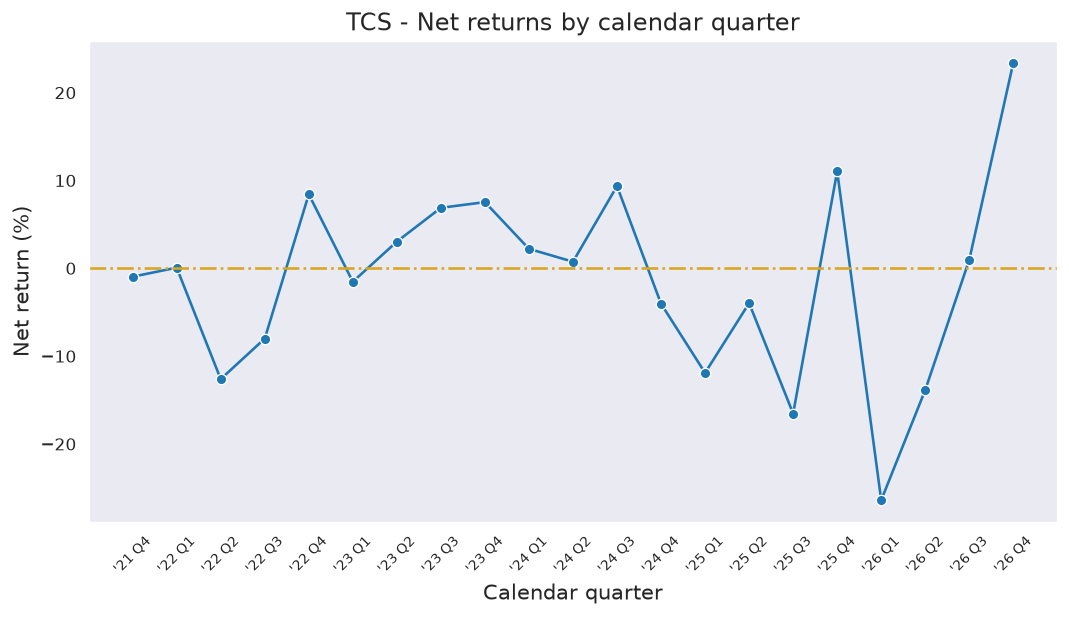 TCS - Net returns by calendar quarter
Net return (%)
20
10
0
−10
−20
'21 Q4
'22 Q1
'22 Q2
'22 Q3
'22 Q4
'23 Q1
'23 Q2
'23 Q3
'23 Q4
'24 Q1
'24 Q2
'24 Q3
'24 Q4
'25 Q1
'25 Q2
'25 Q3
'25 Q4
'26 Q1
'26 Q2
'26 Q3
'26 Q4
Calendar quarter